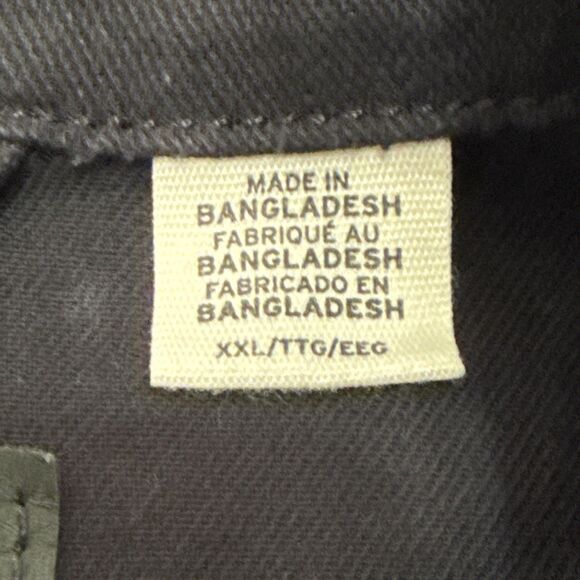 MADE IN
BANGLADESH
FABRIQUÉ AU
BANGLADESH
FABRICADO EN
BANGLADESH
XXL/TTG/EEG